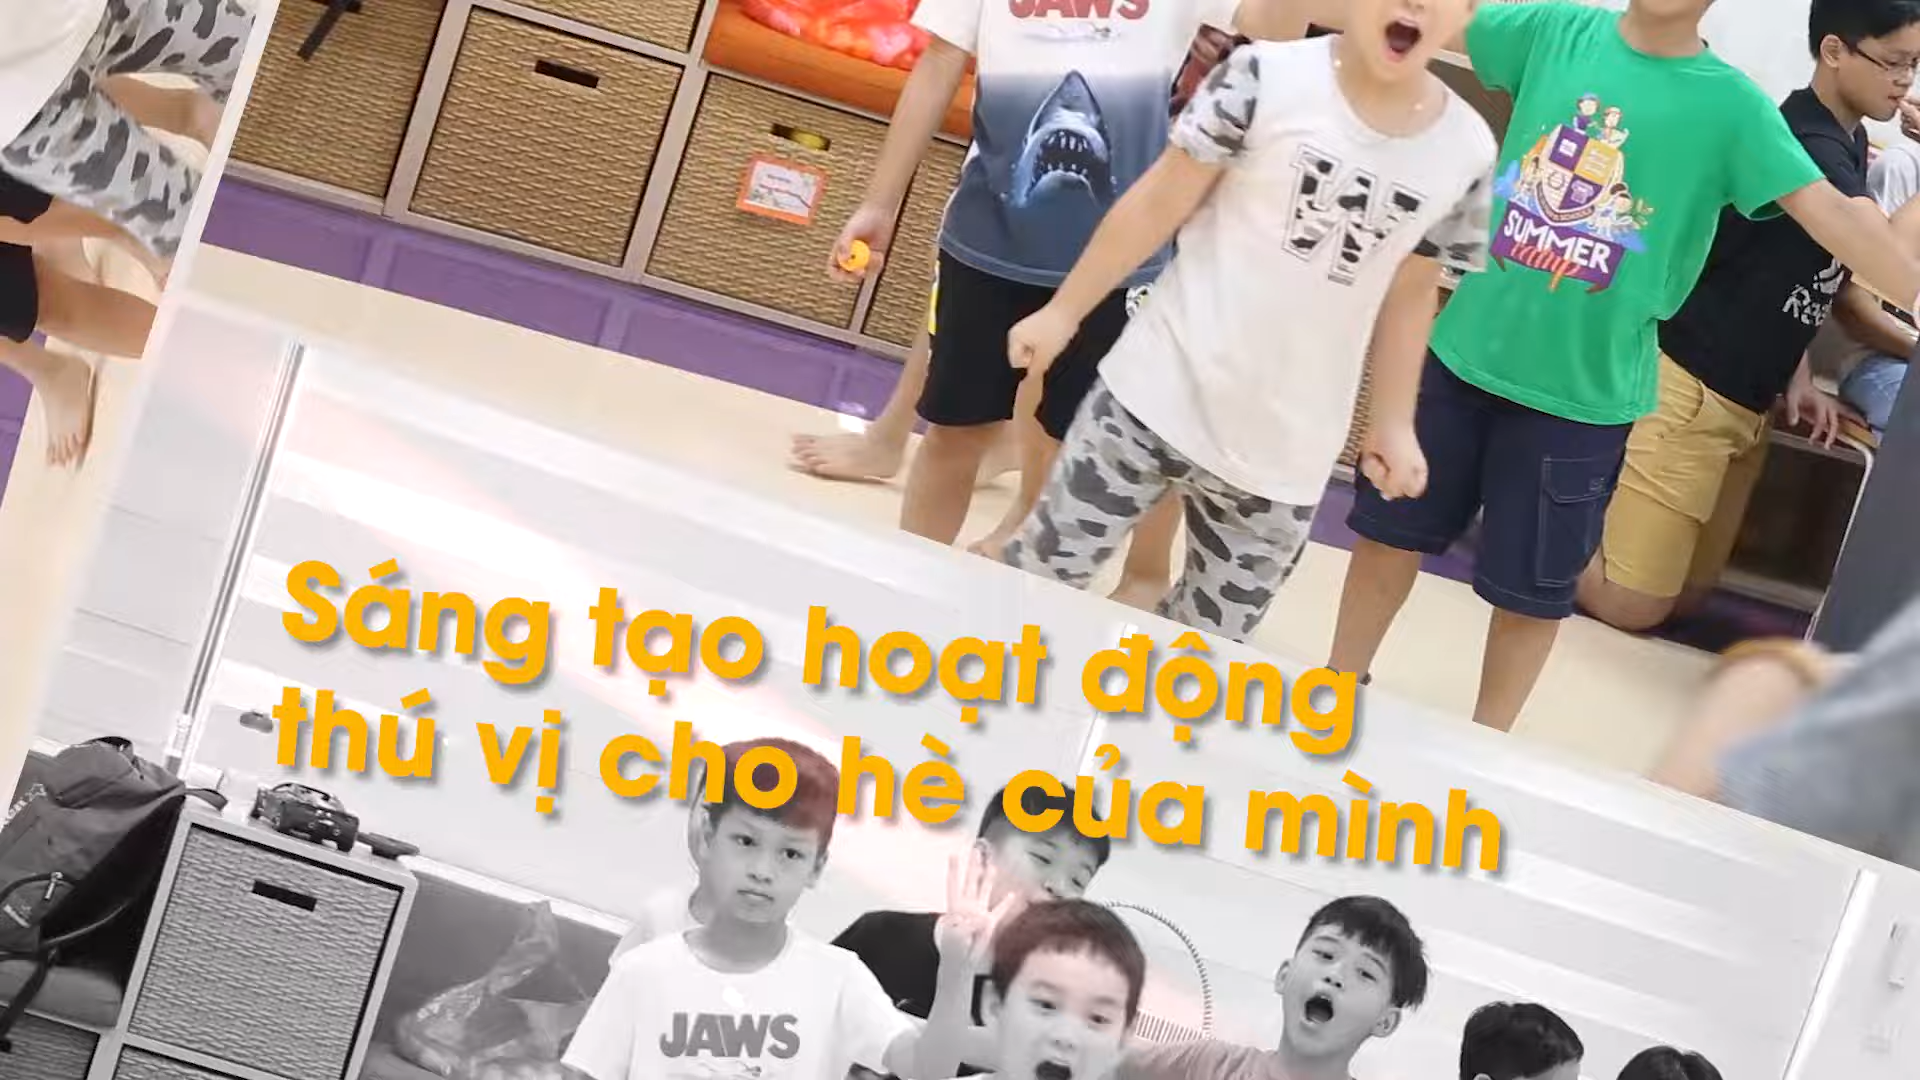 JAWS
W
SUMMER
camp
Sáng tạo hoạt động
thú vị cho hè của mình
JAWS